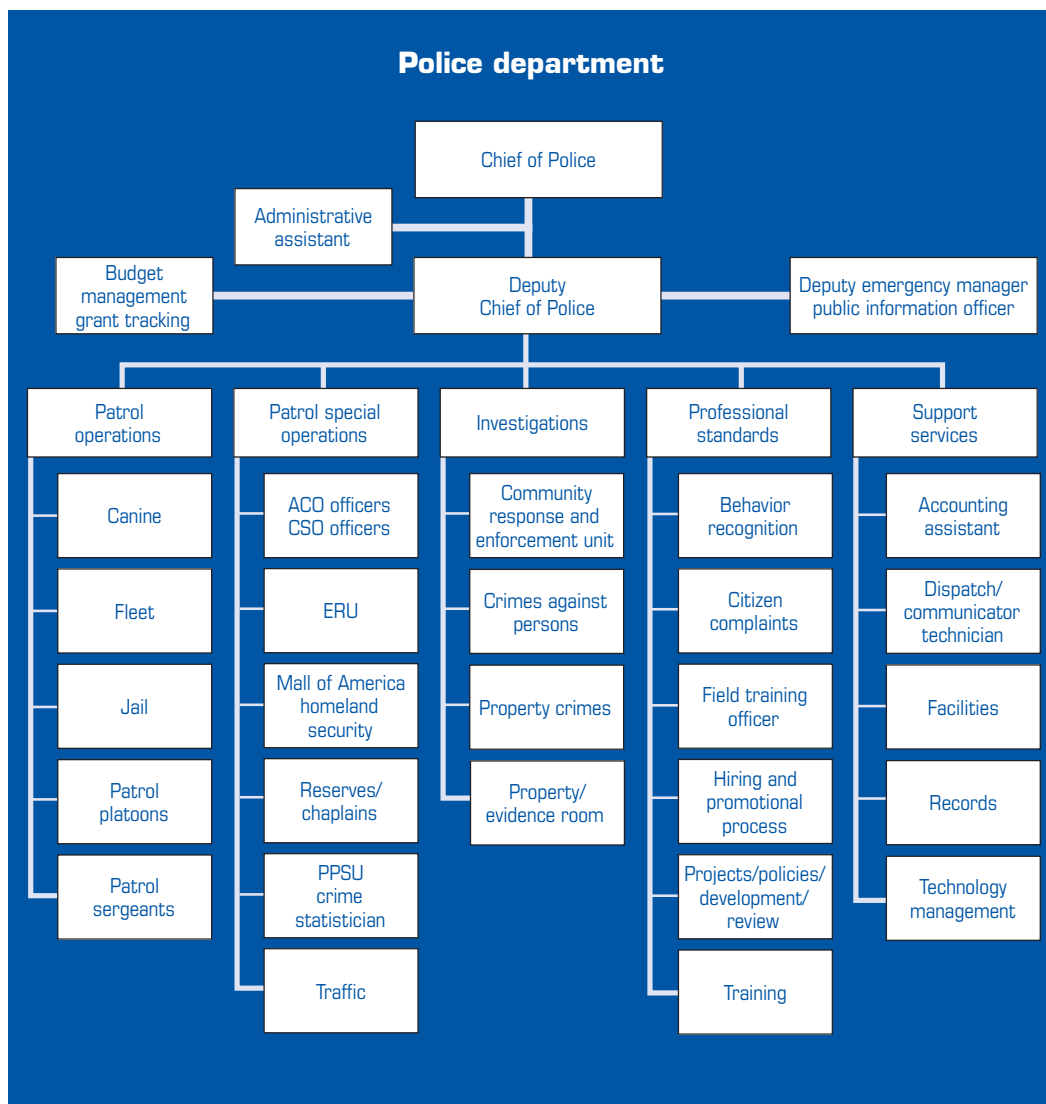 Police department
Chief of Police
Administrative
assistant
Budget
management
grant tracking
Deputy
Chief of Police
Deputy emergency manager
public information officer
Patrol
operations
Canine
Fleet
Jail
Patrol
platoons
Patrol
sergeants
Patrol special
operations
ACO officers
CSO officers
ERU
Mall of America
homeland
security
Reserves/
chaplains
PPSU
crime
statistician
Traffic
Investigations
Community
response and
enforcement unit
Crimes against
persons
Property crimes
Property/
evidence room
Professional
standards
Behavior
recognition
Citizen
complaints
Field training
officer
Hiring and
promotional
process
Projects/policies/
development/
review
Training
Support
services
Accounting
assistant
Dispatch/
communicator
technician
Facilities
Records
Technology
management